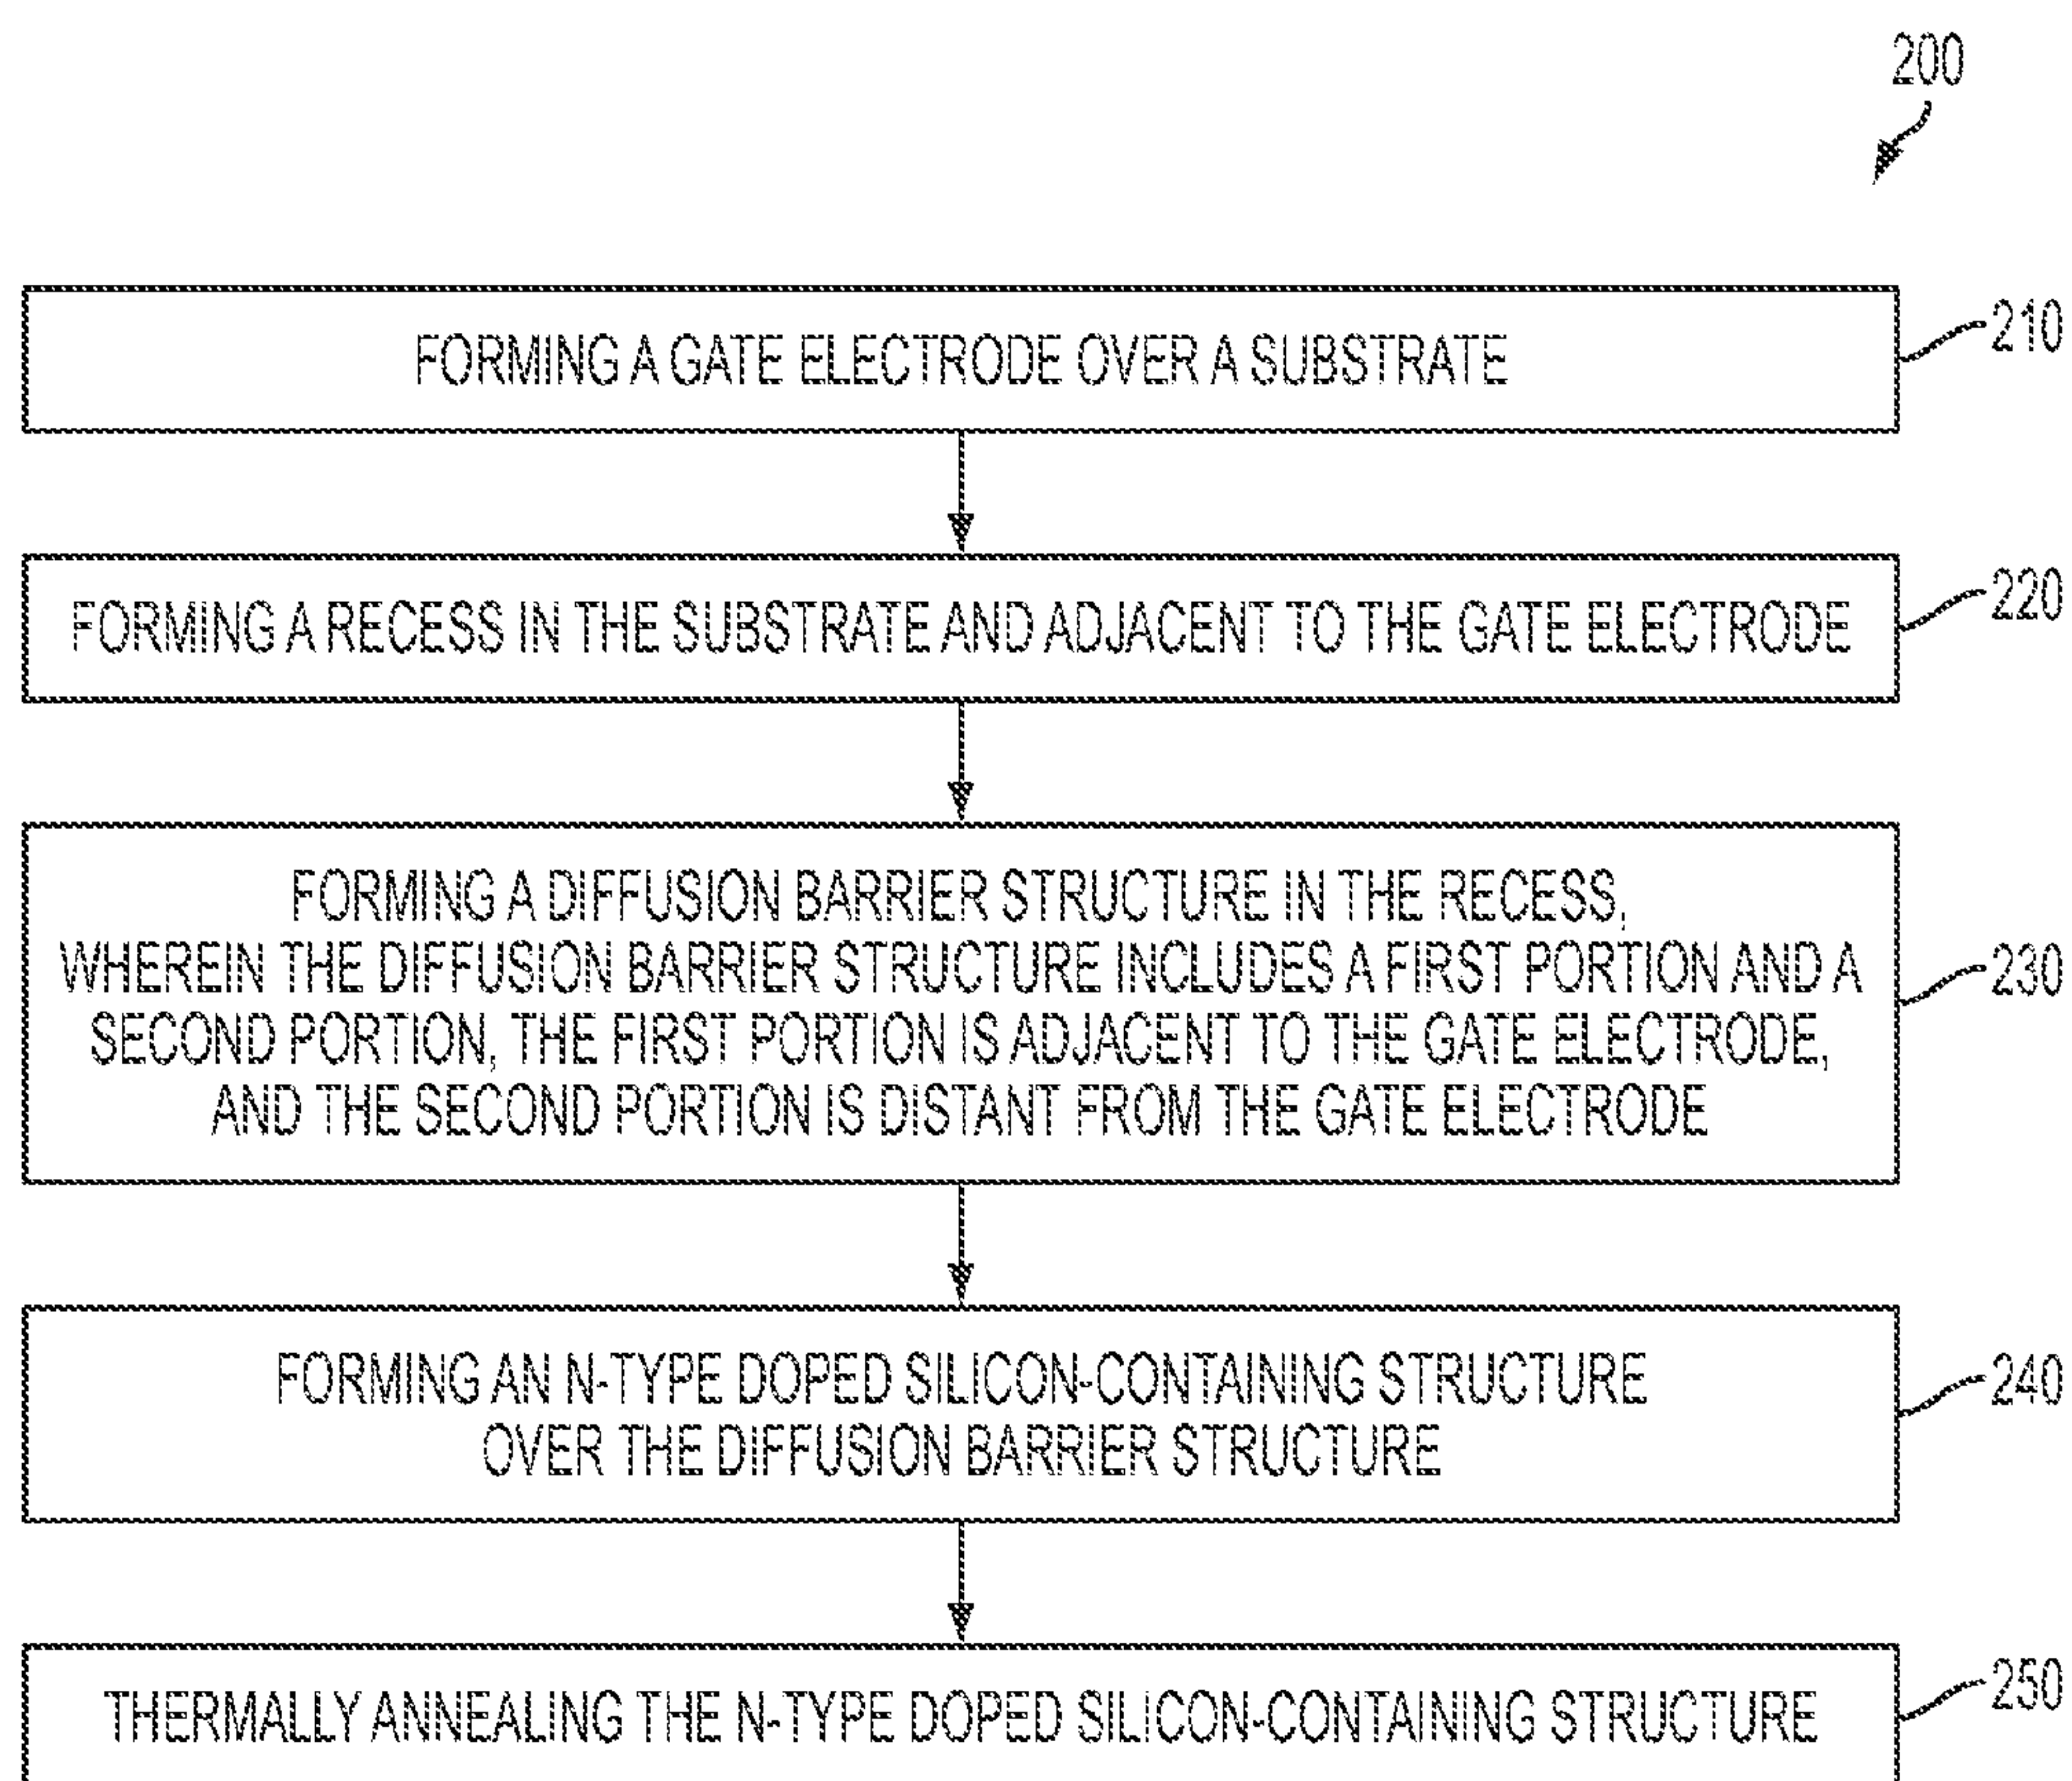 200
FORMING A GATE ELECTRODE OVER A SUBSTRATE
210
FORMING A RECESS IN THE SUBSTRATE AND ADJACENT TO THE GATE ELECTRODE
220
FORMING A DIFFUSION BARRIER STRUCTURE IN THE RECESS,
WHEREIN THE DIFFUSION BARRIER STRUCTURE INCLUDES A FIRST PORTION AND A
SECOND PORTION, THE FIRST PORTION IS ADJACENT TO THE GATE ELECTRODE,
AND THE SECOND PORTION IS DISTANT FROM THE GATE ELECTRODE
230
FORMING AN N-TYPE DOPED SILICON-CONTAINING STRUCTURE
OVER THE DIFFUSION BARRIER STRUCTURE
240
THERMALLY ANNEALING THE N-TYPE DOPED SILICON-CONTAINING STRUCTURE
250